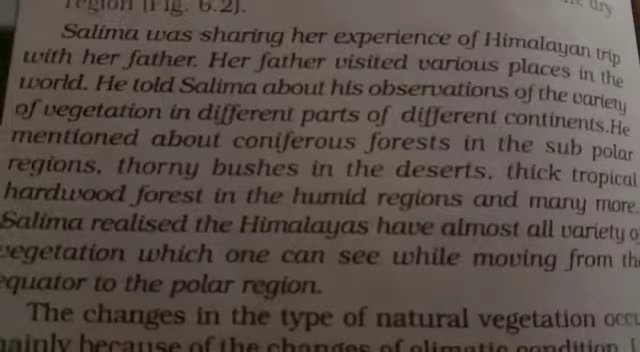 region (Fig. 6.2).
dry
Salima was sharing her experience of Himalayan trip
with her father. Her father visited various places in the
world. He told Salima about his observations of the variety
of vegetation in different parts of different continents.He
mentioned about coniferous forests in the sub polar
regions, thorny bushes in the deserts, thick tropical
hardwood forest in the humid regions and many more.
Salima realised the Himalayas have almost all variety o
vegetation which one can see while moving from the
equator to the polar region.
The changes in the type of natural vegetation occu
mainly because of the changes of climatic condition.